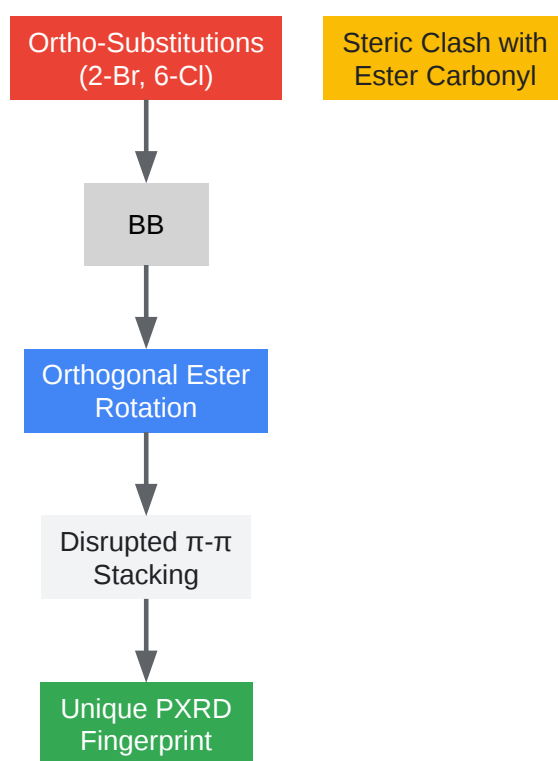 Ortho-Substitutions
(2-Br, 6-Cl)
Steric Clash with
Ester Carbonyl
BB
Orthogonal Ester
Rotation
Disrupted π-π
Stacking
Unique PXRD
Fingerprint